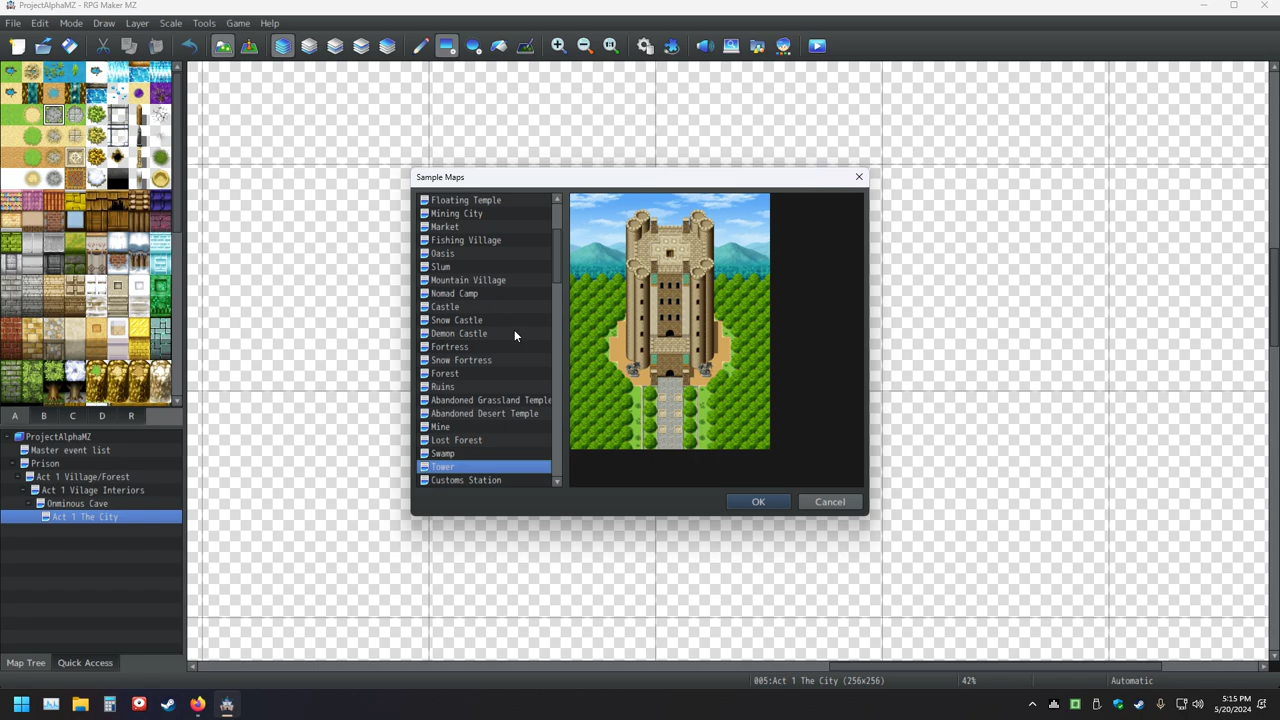 ProjectAlphaMZ - RPG Maker MZ
File Edit Mode Draw Layer Scale Tools Game Help
Sample Maps
Floating Temple
Mining City
Market
Fishing Village
Oasis
Slum
Mountain Village
Nomad Camp
Castle
Snow Castle
Demon Castle
Fortress
Snow Fortress
Forest
Ruins
Abandoned Grassland Temple
Abandoned Desert Temple
Mine
Lost Forest
Swamp
Tower
Customs Station
OK Cancel
A B C D R
ProjectAlphaMZ
Master event list
Prison
Act 1 Village/Forest
Act 1 Vilage Interiors
Onminous Cave
Act 1 The City
Map Tree Quick Access
005:Act 1 The City (256x256) 42% Automatic
5:15 PM
5/20/2024